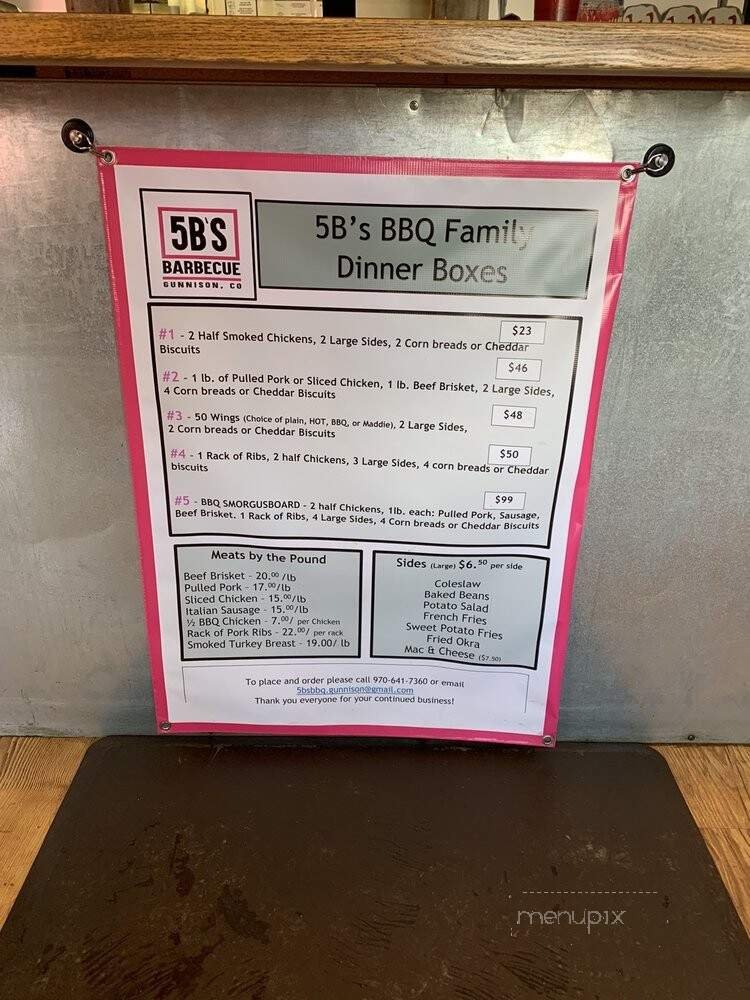 5B'S
BARBECUE
GUNNISON, CO
5B's BBQ Family
Dinner Boxes
$23
#1 - 2 Half Smoked Chickens, 2 Large Sides, 2 Corn breads or Cheddar
Biscuits
$46
#2 - 1 lb. of Pulled Pork or Sliced Chicken, 1 lb. Beef Brisket, 2 Large Sides,
4 Corn breads or Cheddar Biscuits
$48
#3 - 50 Wings (Choice of plain, HOT, BBQ, or Maddie), 2 Large Sides,
2 Corn breads or Cheddar Biscuits
$50
#4 - 1 Rack of Ribs, 2 half Chickens, 3 Large Sides, 4 corn breads or Cheddar
biscuits
$99
#5 - BBQ SMORGUSBOARD - 2 half Chickens, 1lb. each: Pulled Pork, Sausage,
Beef Brisket. 1 Rack of Ribs, 4 Large Sides, 4 Corn breads or Cheddar Biscuits
Meats by the Pound
Beef Brisket - 20.00 /lb
Pulled Pork - 17.00/lb
Sliced Chicken - 15.00/lb
Italian Sausage - 15.00/lb
½ BBQ Chicken - 7.00/ per Chicken
Rack of Pork Ribs - 22.00/ per rack
Smoked Turkey Breast - 19.00/ lb
Sides (Large) $6.50 per side
Coleslaw
Baked Beans
Potato Salad
French Fries
Sweet Potato Fries
Fried Okra
Mac & Cheese ($7.50)
To place and order please call 970-641-7360 or email
5bsbbq.gunnison@gmail.com
Thank you everyone for your continued business!
menupix